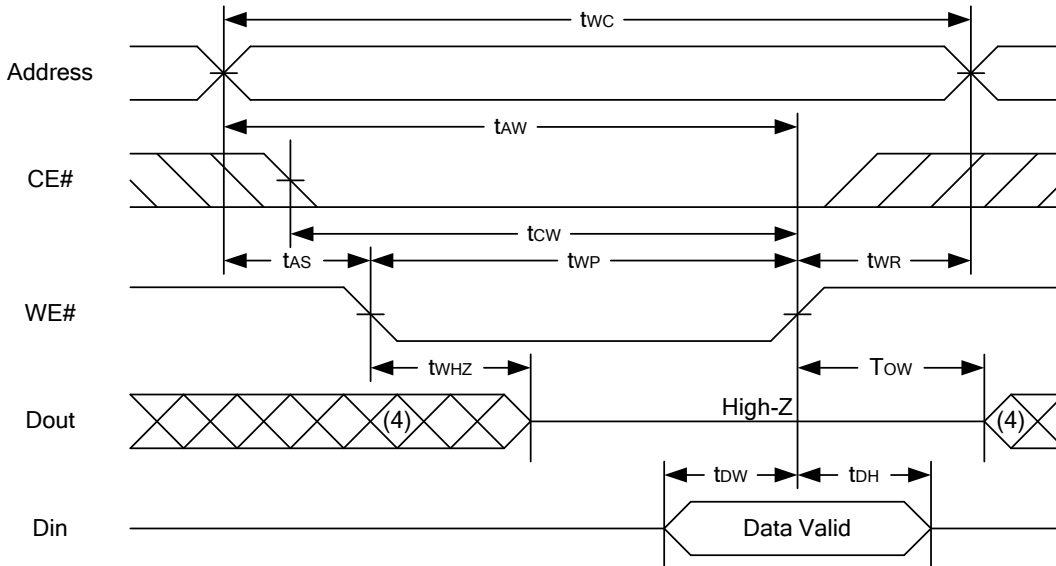 tWC
Address
tAW
CE#
tCW
tAS tWP tWR
WE#
tWHZ TOW
Dout (4) High-Z (4)
tDW tDH
Din Data Valid